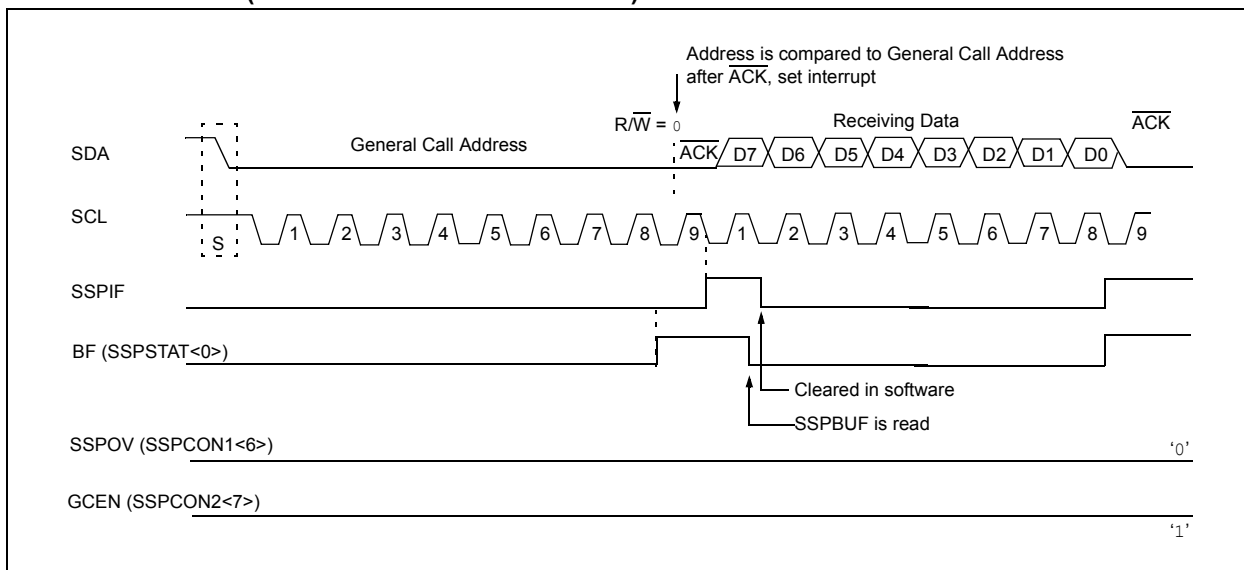 Address is compared to General Call Address
after ACK, set interrupt
R/W = 0
Receiving Data
ACK
SDA
General Call Address
ACK
D7 D6 D5 D4 D3 D2 D1 D0
SCL
S
1 2 3 4 5 6 7 8 9 1 2 3 4 5 6 7 8 9
SSPIF
BF (SSPSTAT<0>)
Cleared in software
SSPBUF is read
SSPOV (SSPCON1<6>)
‘0’
GCEN (SSPCON2<7>)
‘1’